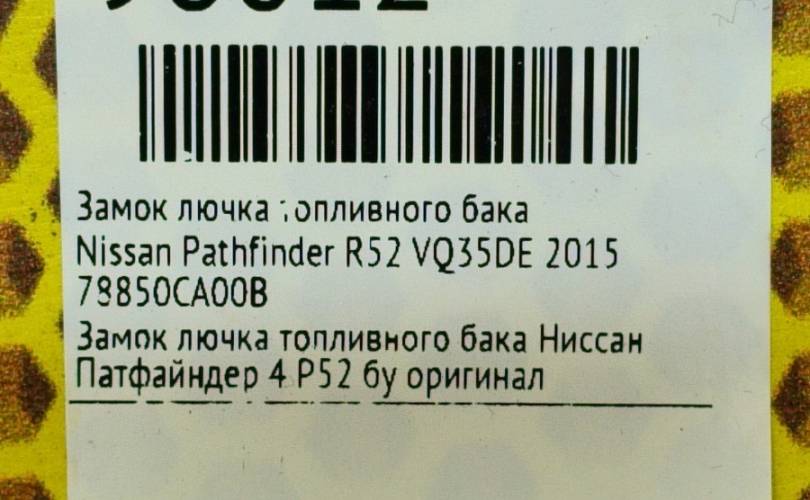 Замок лючка топливного бака
Nissan Pathfinder R52 VQ35DE 2015
78850CA00B
Замок лючка топливного бака Ниссан
Патфайндер 4 Р52 бу оригинал